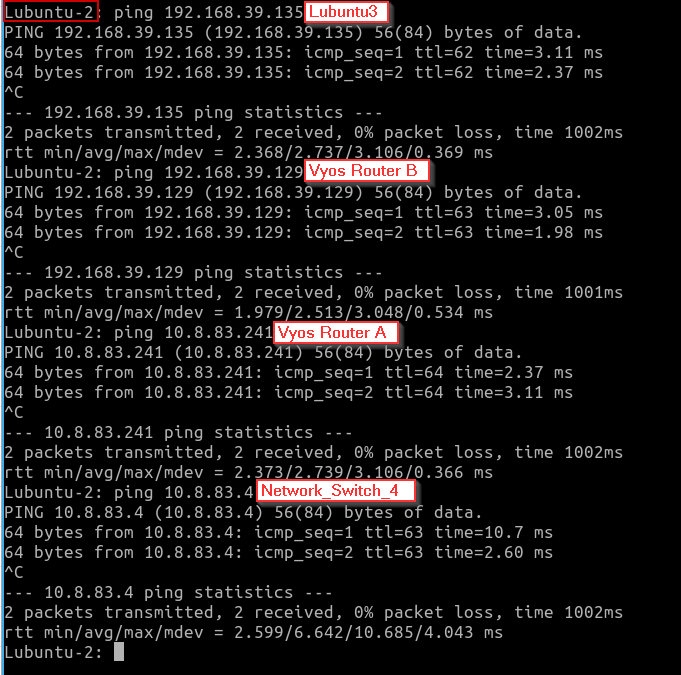 Lubuntu-2: ping 192.168.39.135 Lubuntu3
PING 192.168.39.135 (192.168.39.135) 56(84) bytes of data.
64 bytes from 192.168.39.135: icmp_seq=1 ttl=62 time=3.11 ms
64 bytes from 192.168.39.135: icmp_seq=2 ttl=62 time=2.37 ms
^C
--- 192.168.39.135 ping statistics ---
2 packets transmitted, 2 received, 0% packet loss, time 1002ms
rtt min/avg/max/mdev = 2.368/2.737/3.106/0.369 ms
Lubuntu-2: ping 192.168.39.129 Vyos Router B
PING 192.168.39.129 (192.168.39.129) 56(84) bytes of data.
64 bytes from 192.168.39.129: icmp_seq=1 ttl=63 time=3.05 ms
64 bytes from 192.168.39.129: icmp_seq=2 ttl=63 time=1.98 ms
^C
--- 192.168.39.129 ping statistics ---
2 packets transmitted, 2 received, 0% packet loss, time 1001ms
rtt min/avg/max/mdev = 1.979/2.513/3.048/0.534 ms
Lubuntu-2: ping 10.8.83.241 Vyos Router A
PING 10.8.83.241 (10.8.83.241) 56(84) bytes of data.
64 bytes from 10.8.83.241: icmp_seq=1 ttl=64 time=2.37 ms
64 bytes from 10.8.83.241: icmp_seq=2 ttl=64 time=3.11 ms
^C
--- 10.8.83.241 ping statistics ---
2 packets transmitted, 2 received, 0% packet loss, time 1002ms
rtt min/avg/max/mdev = 2.373/2.739/3.106/0.366 ms
Lubuntu-2: ping 10.8.83.4 Network_Switch_4
PING 10.8.83.4 (10.8.83.4) 56(84) bytes of data.
64 bytes from 10.8.83.4: icmp_seq=1 ttl=63 time=10.7 ms
64 bytes from 10.8.83.4: icmp_seq=2 ttl=63 time=2.60 ms
^C
--- 10.8.83.4 ping statistics ---
2 packets transmitted, 2 received, 0% packet loss, time 1002ms
rtt min/avg/max/mdev = 2.599/6.642/10.685/4.043 ms
Lubuntu-2: